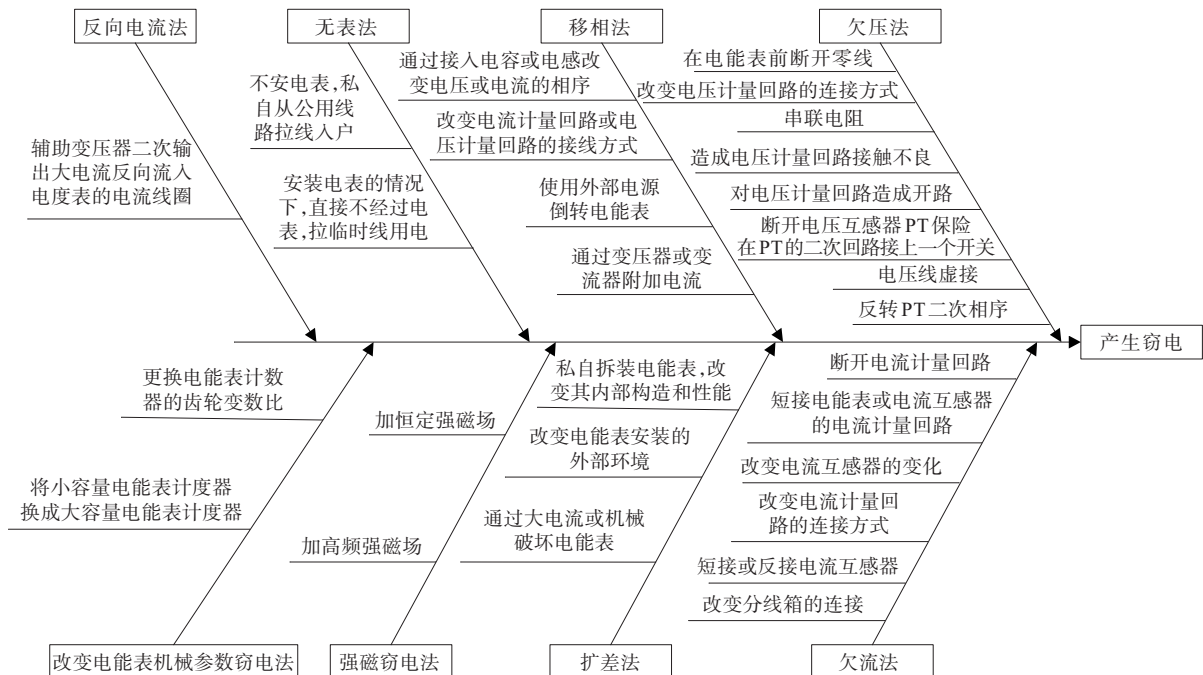 反向电流法
无表法
移相法
欠压法
辅助变压器二次输
出大电流反向流入
电度表的电流线圈
不安电表,私
自从公用线
路拉线入户
安装电表的情况
下,直接不经过电
表,拉临时线用电
通过接入电容或电感改
变电压或电流的相序
改变电流计量回路或电
压计量回路的接线方式
使用外部电源
倒转电能表
通过变压器或变
流器附加电流
在电能表前断开零线
改变电压计量回路的连接方式
串联电阻
造成电压计量回路接触不良
对电压计量回路造成开路
断开电压互感器PT保险
在PT的二次回路接上一个开关
电压线虚接
反转PT二次相序
产生窃电
更换电能表计数
器的齿轮变数比
将小容量电能表计度器
换成大容量电能表计度器
加恒定强磁场
加高频强磁场
私自拆装电能表,改
变其内部构造和性能
改变电能表安装的
外部环境
通过大电流或机械
破坏电能表
断开电流计量回路
短接电能表或电流互感器
的电流计量回路
改变电流互感器的变化
改变电流计量回
路的连接方式
短接或反接电流互感器
改变分线箱的连接
改变电能表机械参数窃电法
强磁窃电法
扩差法
欠流法